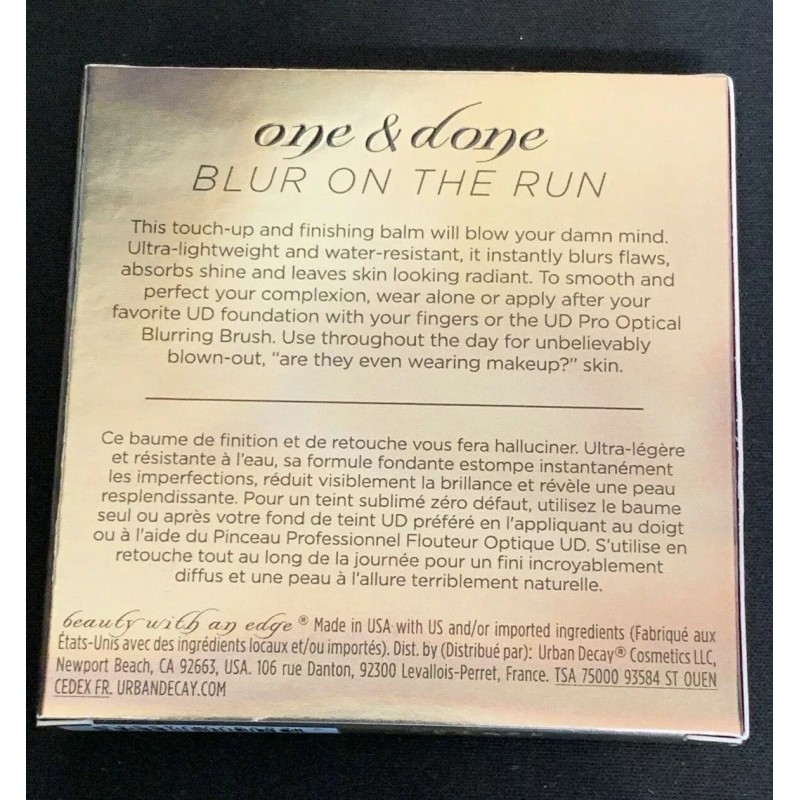 one & done
BLUR ON THE RUN
This touch-up and finishing balm will blow your damn mind.
Ultra-lightweight and water-resistant, it instantly blurs flaws,
absorbs shine and leaves skin looking radiant. To smooth and
perfect your complexion, wear alone or apply after your
favorite UD foundation with your fingers or the UD Pro Optical
Blurring Brush. Use throughout the day for unbelievably
blown-out, “are they even wearing makeup?” skin.
Ce baume de finition et de retouche vous fera halluciner. Ultra-légère
et résistante à l'eau, sa formule fondante estompe instantanément
les imperfections, réduit visiblement la brillance et révèle une peau
resplendissante. Pour un teint sublimé zéro défaut, utilisez le baume
seul ou après votre fond de teint UD préféré en l'appliquant au doigt
ou à l'aide du Pinceau Professionnel Flouteur Optique UD. S'utilise en
retouche tout au long de la journée pour un fini incroyablement
diffus et une peau à l'allure terriblement naturelle.
beauty with an edge ® Made in USA with US and/or imported ingredients (Fabriqué aux
États-Unis avec des ingrédients locaux et/ou importés). Dist. by (Distribué par): Urban Decay® Cosmetics LLC,
Newport Beach, CA 92663, USA. 106 rue Danton, 92300 Levallois-Perret, France. TSA 75000 93584 ST OUEN
CEDEX FR. URBANDECAY.COM